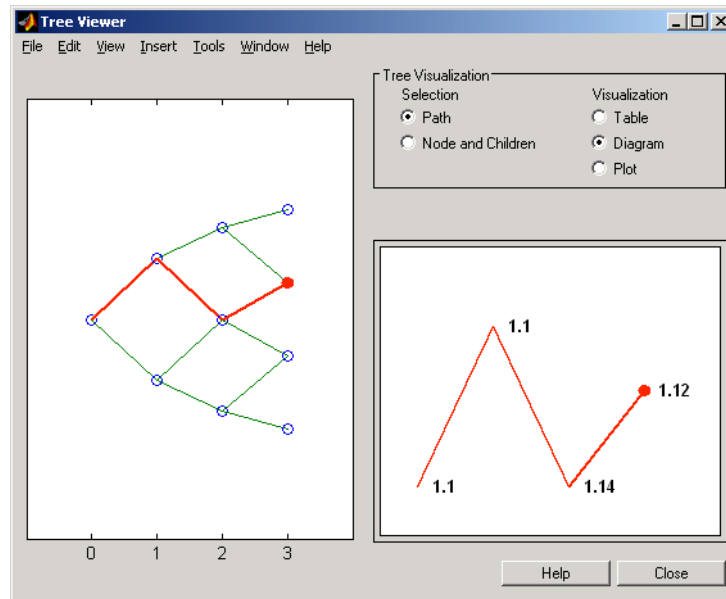 Tree Viewer
File Edit View Insert Tools Window Help
Tree Visualization
Selection
Visualization
Path
Table
Node and Children
Diagram
Plot
1.1
1.12
1.1
1.14
0 1 2 3
Help
Close